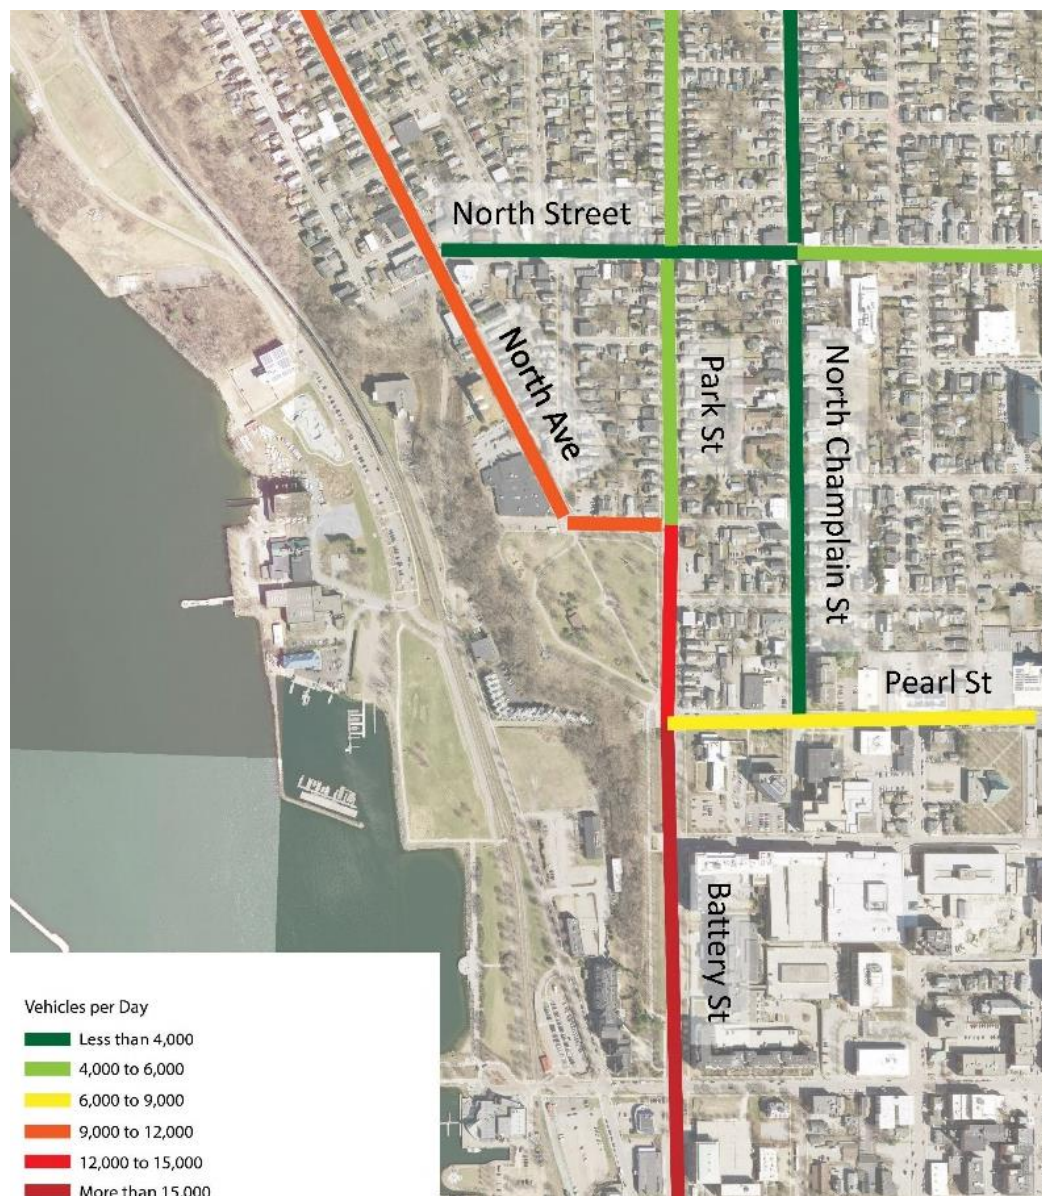 North Street
North Ave
Park St
North Champlain St
Pearl St
Battery St
Vehicles per Day
Less than 4,000
4,000 to 6,000
6,000 to 9,000
9,000 to 12,000
12,000 to 15,000
More than 15,000